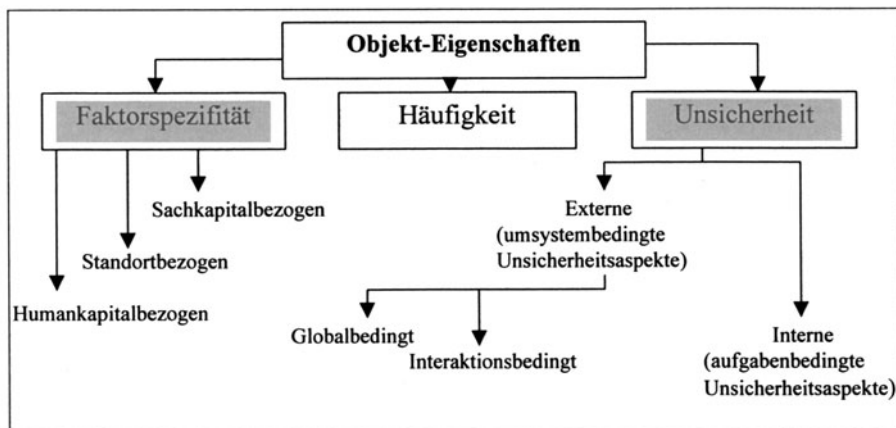 Objekt-Eigenschaften
Faktorspezifität
Häufigkeit
Unsicherheit
Sachkapitalbezogen
Standortbezogen
Humankapitalbezogen
Externe
(umsystembedingte
Unsicherheitsaspekte)
Globalbedingt
Interaktionsbedingt
Interne
(aufgabenbedingte
Unsicherheitsaspekte)